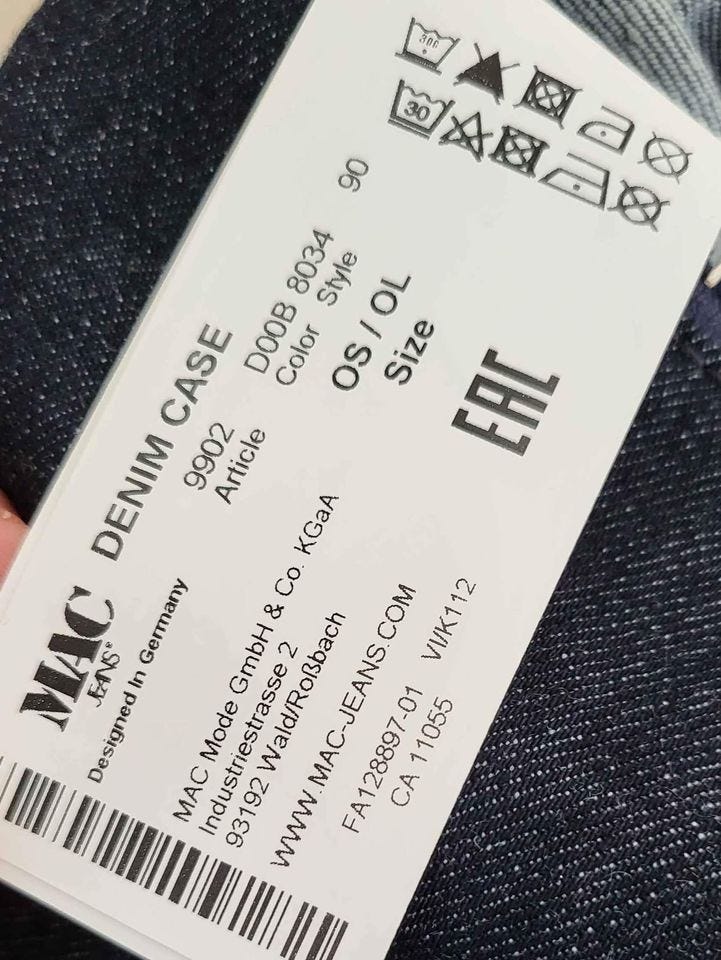 MAC
JEANS®
Designed In Germany
DENIM CASE
9902
Article
D00B 8034
Color Style
90
OS / OL
Size
EAC
MAC Mode GmbH & Co. KGaA
Industriestrasse 2
93192 Wald/Roßbach
WWW.MAC-JEANS.COM
FA128897-01 VI/K112
CA 11055
30